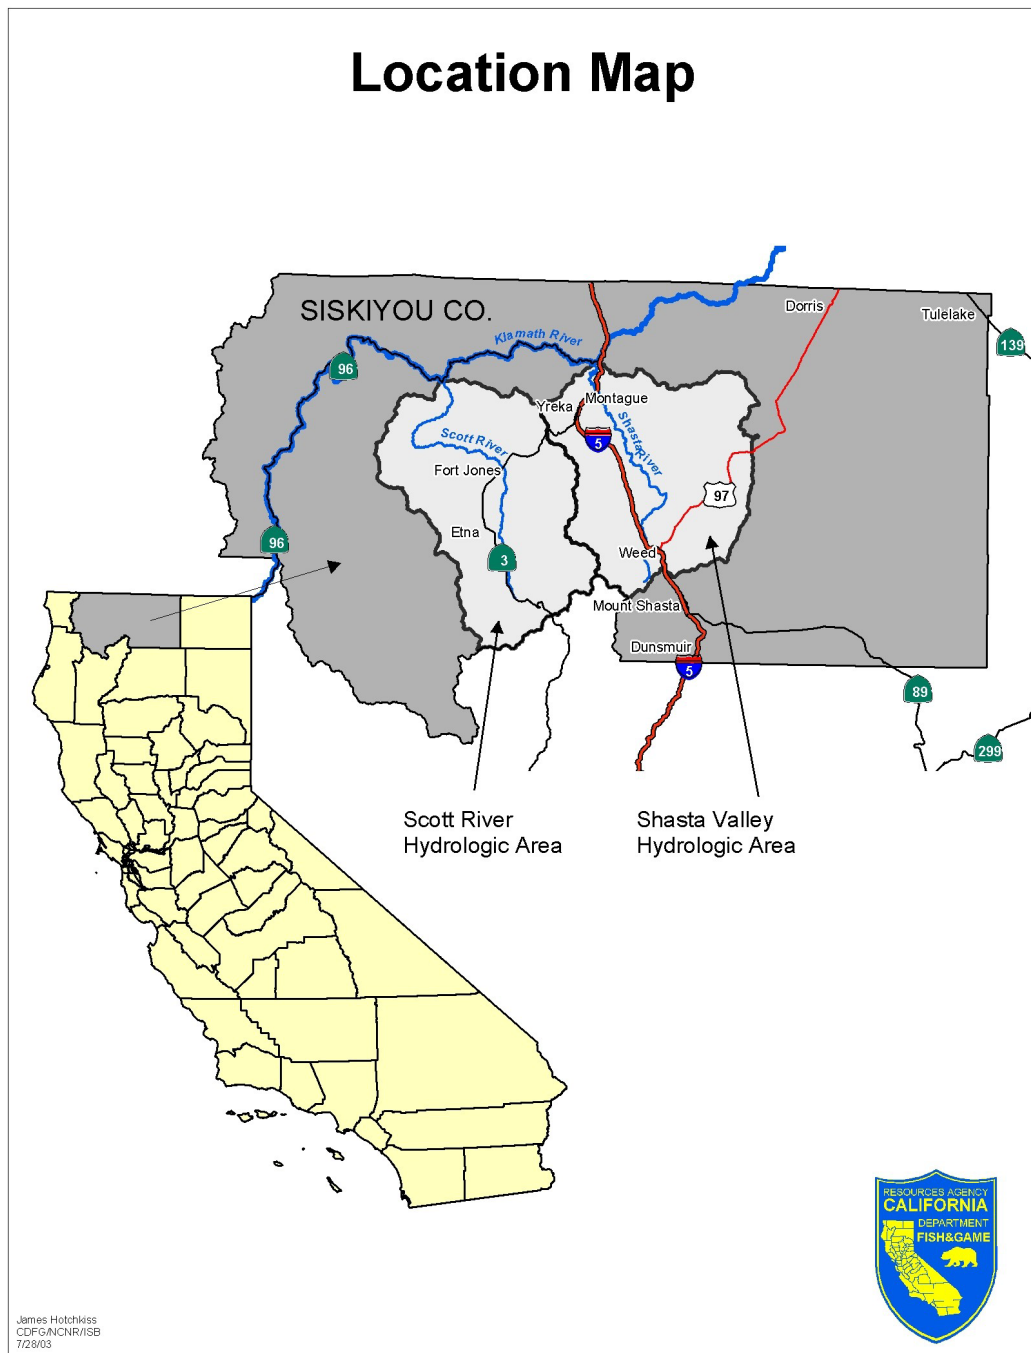 Location Map
SISKIYOU CO.
Dorris
Tulelake
139
Klamath River
96
Yreka
Montague
Shasta River
5
Scott River
Fort Jones
97
Etna
96
3
Weed
Mount Shasta
Dunsmuir
5
89
299
Scott River
Hydrologic Area
Shasta Valley
Hydrologic Area
RESOURCES AGENCY
CALIFORNIA
DEPARTMENT
FISH&GAME
James Hotchkiss
CDFG/NCNR/ISB
7/28/03